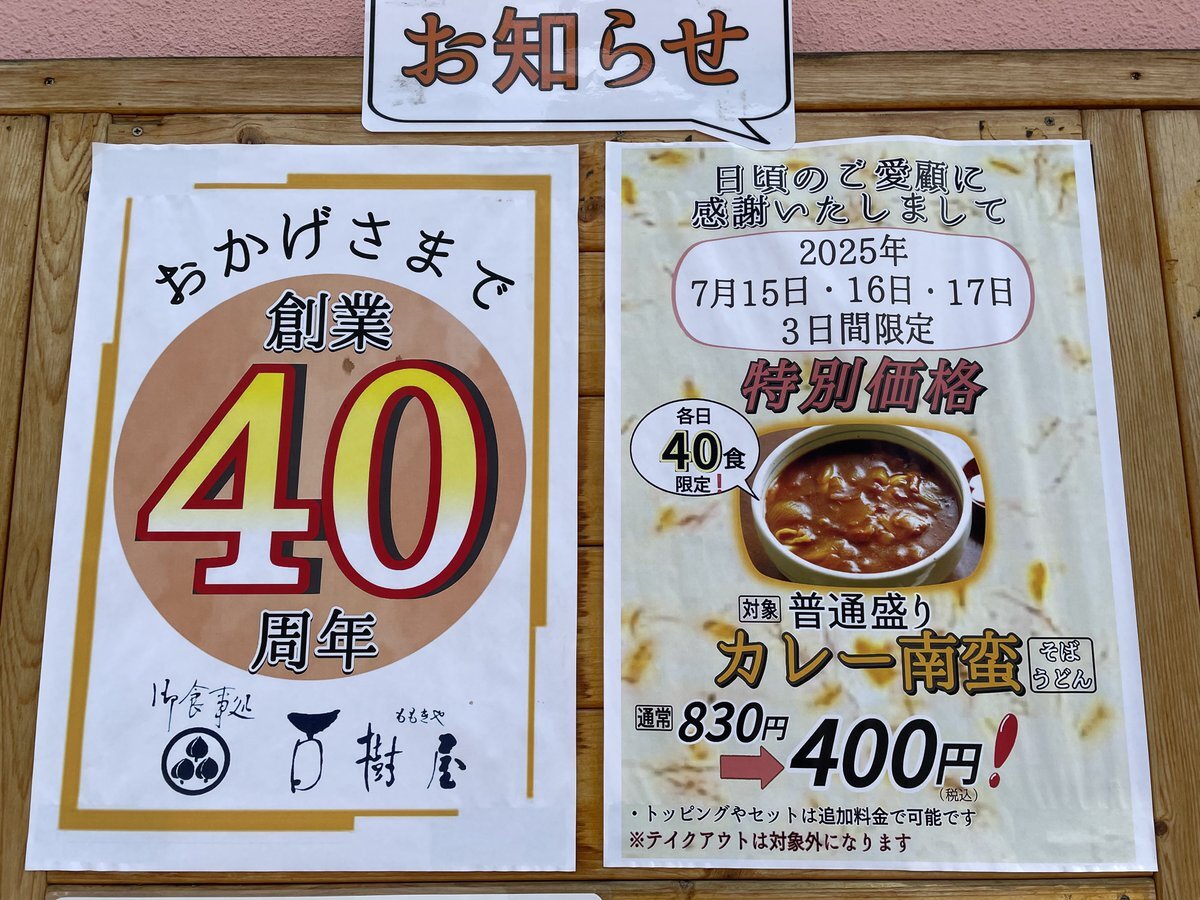 お知らせ
おかげさまで
創業
40
周年
御食事処
ももきや
百樹屋
日頃のご愛顧に
感謝いたしまして
2025年
7月15日・16日・17日
3日間限定
特別価格
各日
40食
限定!
対象 普通盛り
カレー南蛮 そば
うどん
通常 830円
400円!
(税込)
・トッピングやセットは追加料金で可能です
※テイクアウトは対象外になります